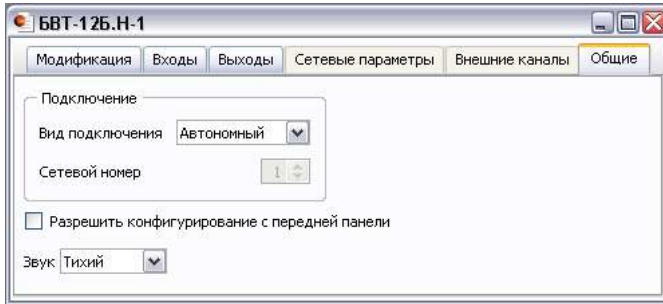 БВТ-12Б.Н-1
Модификация Входы Выходы Сетевые параметры Внешние каналы Общие
Подключение
Вид подключения Автономный
Сетевой номер 1
Разрешить конфигурирование с передней панели
Звук Тихий